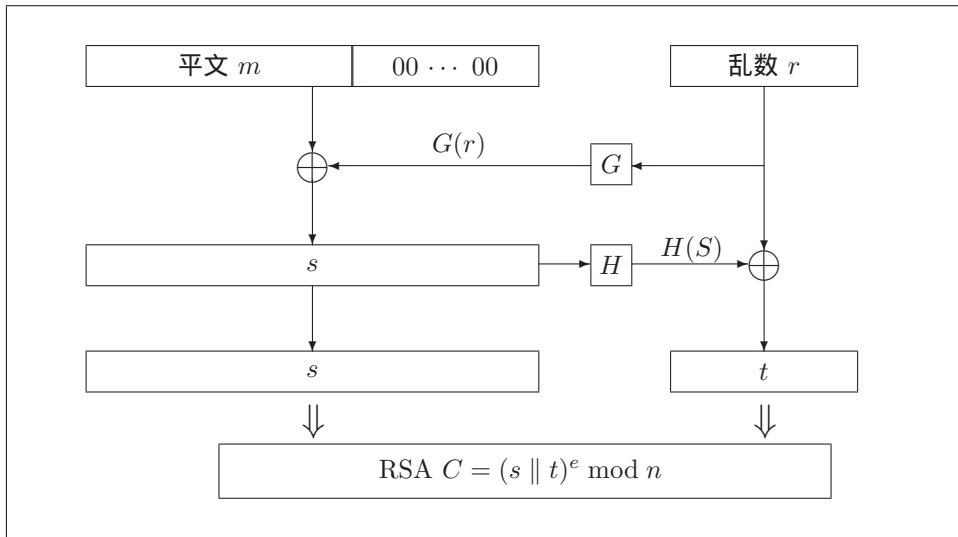 平文 m 00 ··· 00 乱数 r
G(r)
G
s H H(S)
s t
RSA C = (s ∥ t)^e mod n